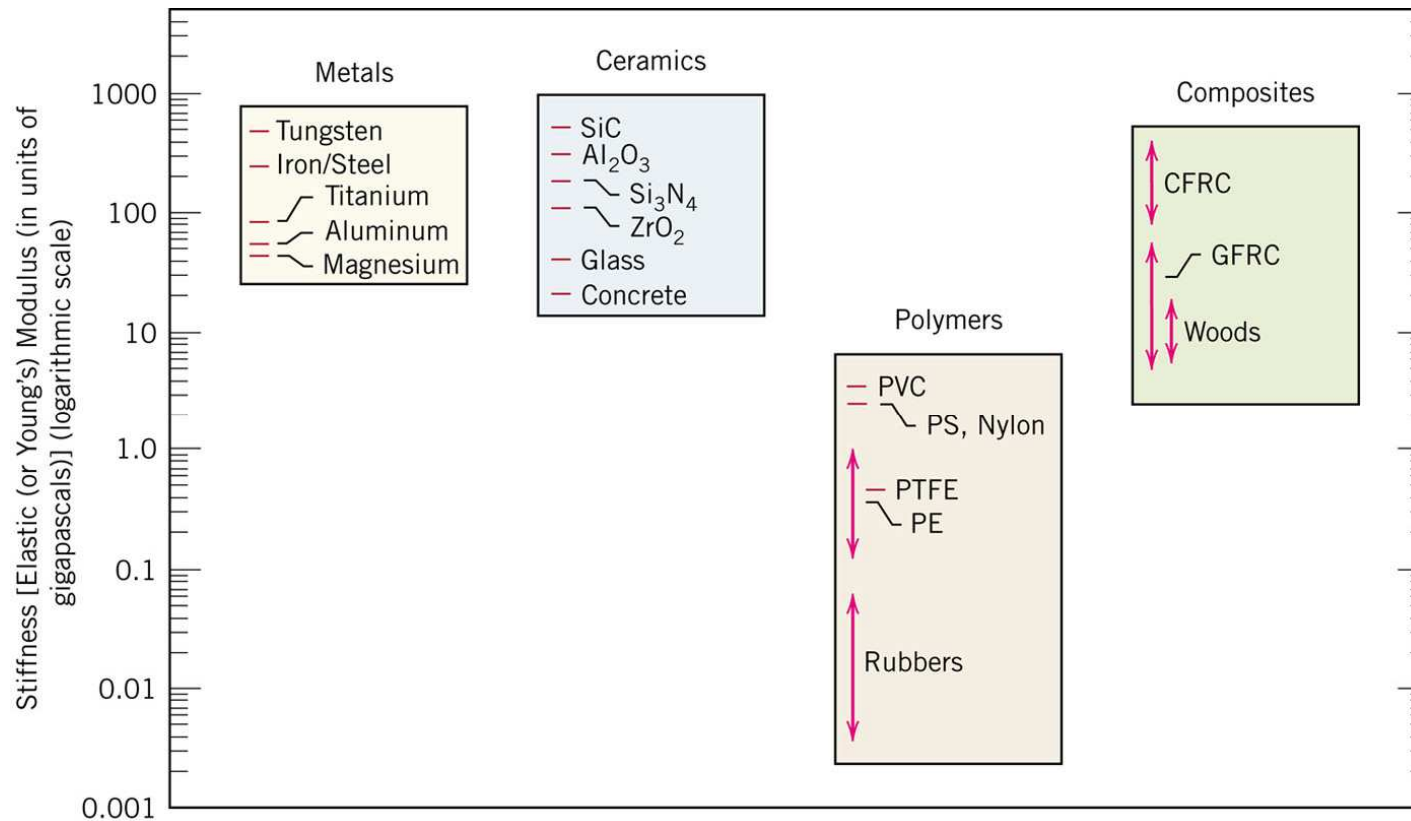 Stiffness [Elastic (or Young's) Modulus (in units of
gigapascals)] (logarithmic scale)
1000
100
10
1.0
0.1
0.01
0.001
Metals
Tungsten
Iron/Steel
Titanium
Aluminum
Magnesium
Ceramics
SiC
Al₂O₃
Si₃N₄
ZrO₂
Glass
Concrete
Polymers
PVC
PS, Nylon
PTFE
PE
Rubbers
Composites
CFRC
GFRC
Woods